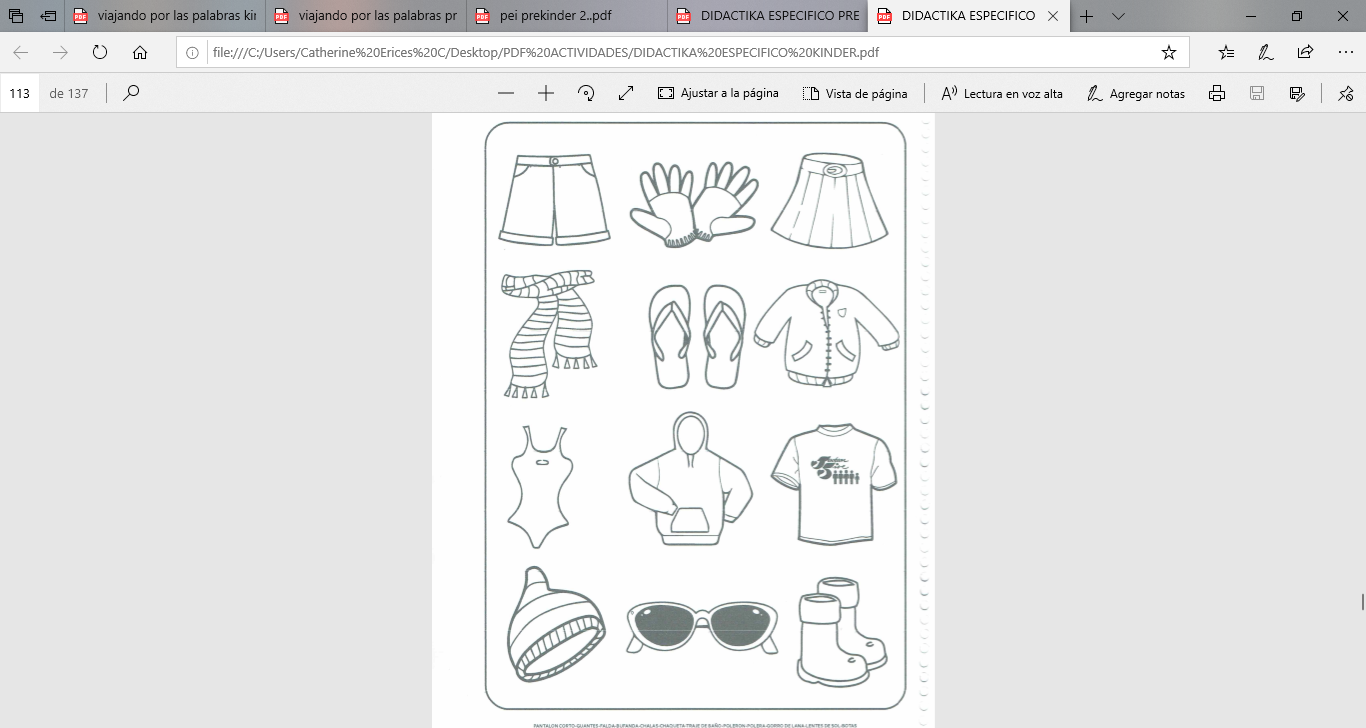 viajando por las palabras kir
viajando por las palabras pr
pei prekinder 2..pdf
DIDACTIKA ESPECIFICO PRE
DIDACTIKA ESPECIFICO
file:///C:/Users/Catherine%20Erices%20C/Desktop/PDF%20ACTIVIDADES/DIDACTIKA%20ESPECIFICO%20KINDER.pdf
113 de 137 Ajustar a la página Vista de página Lectura en voz alta Agregar notas
PANTALON CORTO-GUANTES-FALDA-BUFANDA-CHALAS-CHAQUETA-TRAJE DE BAÑO-POLERON-POLERA-GORRO DE LANA-LENTES DE SOL-BOTAS